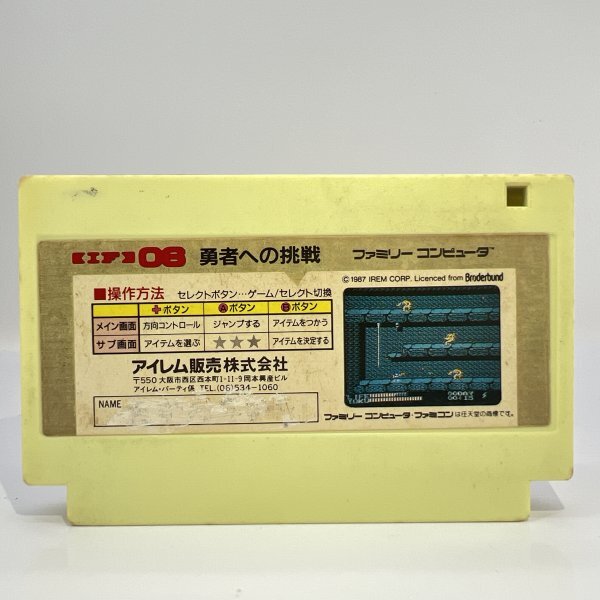 IF 08 勇者への挑戦 ファミリー コンピュータ™
© 1987 IREM CORP. Licenced from Brøderbund
■操作方法 セレクトボタン…ゲーム/セレクト切換
✚ボタン Ⓐボタン Ⓑボタン
メイン画面 方向コントロール ジャンプする アイテムをつかう
サブ画面 アイテムを選ぶ ★★★ アイテムを決定する
アイレム販売株式会社
〒550 大阪市西区西本町1-11-9 岡本興産ビル
アイレム・パーティ係 TEL.(06)534-1060
NAME
ファミリー コンピュータ・ファミコンは任天堂の商標です。